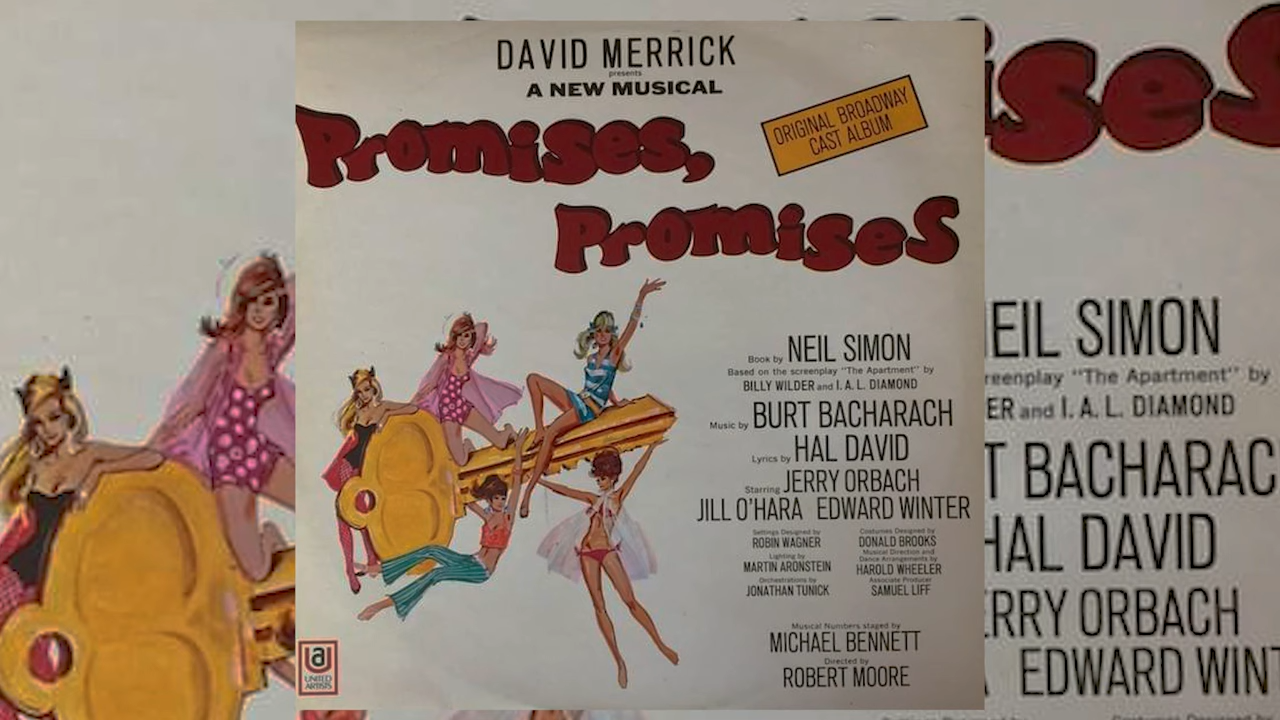 DAVID MERRICK
presents
A NEW MUSICAL
Promises,
Promises
ORIGINAL BROADWAY
CAST ALBUM
Book by NEIL SIMON
Based on the screenplay "The Apartment" by
BILLY WILDER and I. A. L. DIAMOND
Music by BURT BACHARACH
Lyrics by HAL DAVID
Starring JERRY ORBACH
JILL O'HARA EDWARD WINTER
Settings Designed by
ROBIN WAGNER
Lighting by
MARTIN ARONSTEIN
Orchestrations by
JONATHAN TUNICK
Costumes Designed by
DONALD BROOKS
Musical Direction and
Dance Arrangements by
HAROLD WHEELER
Associate Producer
SAMUEL LIFF
Musical Numbers staged by
MICHAEL BENNETT
Directed by
ROBERT MOORE
UA
UNITED
ARTISTS
ises
EIL SIMON
reenplay "The Apartment" by
ER and I. A. L. DIAMOND
T BACHARAC
HAL DAVID
ERRY ORBACH
EDWARD WINT